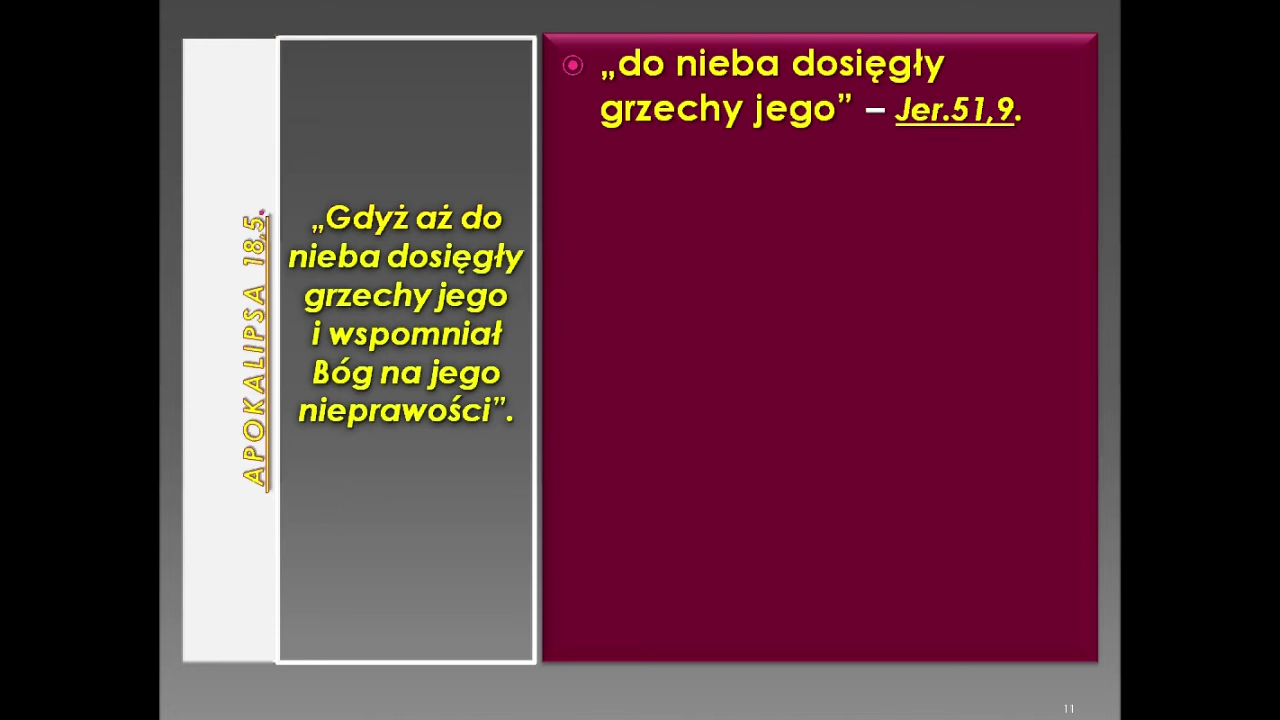 APOKALIPSA 18,5.
„Gdyż aż do
nieba dosięgły
grzechy jego
i wspomniał
Bóg na jego
nieprawości”.
„do nieba dosięgły
grzechy jego” – Jer.51,9.
11